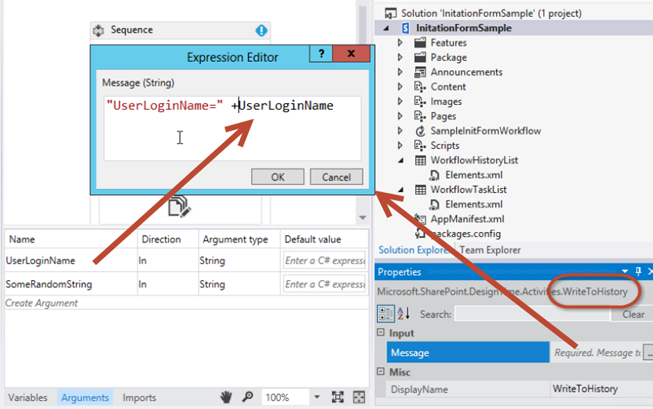 Sequence
Expression Editor
?
x
Message (String)
"UserLoginName=" +UserLoginName
OK
Cancel
Name
Direction
Argument type
Default value
UserLoginName
In
String
Enter a C# expressi
SomeRandomString
In
String
Enter a C# expressi
Create Argument
Variables
Arguments
Imports
100%
Solution 'InitationFormSample' (1 project)
InitationFormSample
Features
Package
Announcements
Content
Images
Pages
SampleInitFormWorkflow
Scripts
WorkflowHistoryList
Elements.xml
WorkflowTaskList
Elements.xml
AppManifest.xml
packages.config
Solution Explorer
Team Explorer
Properties
Microsoft.SharePoint.DesignTime.Activities.WriteToHistory
Search:
Clear
Input
Message
Required. Message to
...
Misc
DisplayName
WriteToHistory